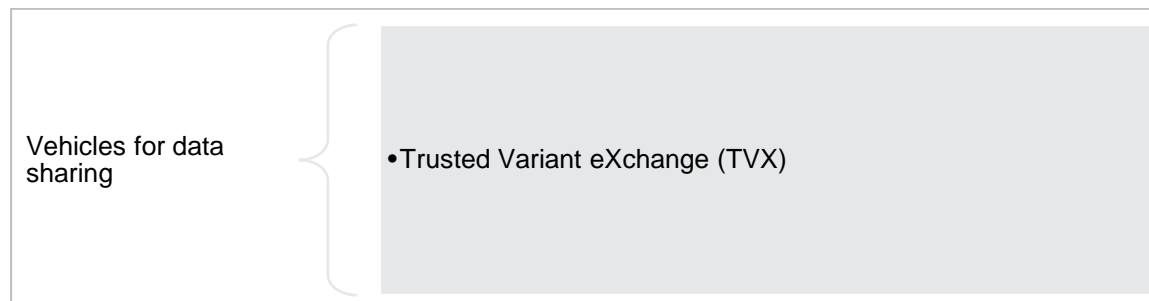 Vehicles for data
sharing
•Trusted Variant eXchange (TVX)